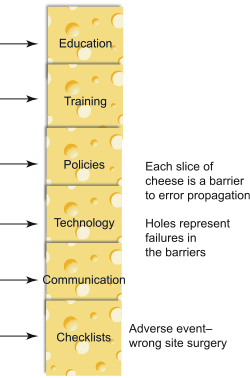 Education
Training
Policies
Each slice of
cheese is a barrier
to error propagation
Technology
Holes represent
failures in
the barriers
Communication
Checklists
Adverse event–
wrong site surgery